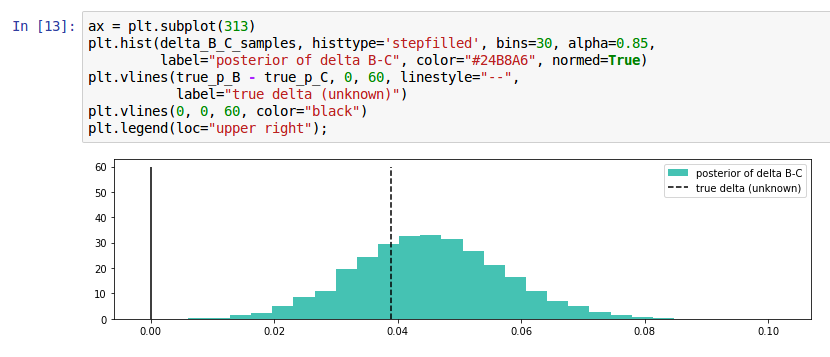 In [13]: ax = plt.subplot(313)
plt.hist(delta_B_C_samples, histtype='stepfilled', bins=30, alpha=0.85,
         label="posterior of delta B-C", color="#24B8A6", normed=True)
plt.vlines(true_p_B - true_p_C, 0, 60, linestyle="--",
           label="true delta (unknown)")
plt.vlines(0, 0, 60, color="black")
plt.legend(loc="upper right");
60
posterior of delta B-C
true delta (unknown)
50
40
30
20
10
0
0.00 0.02 0.04 0.06 0.08 0.10